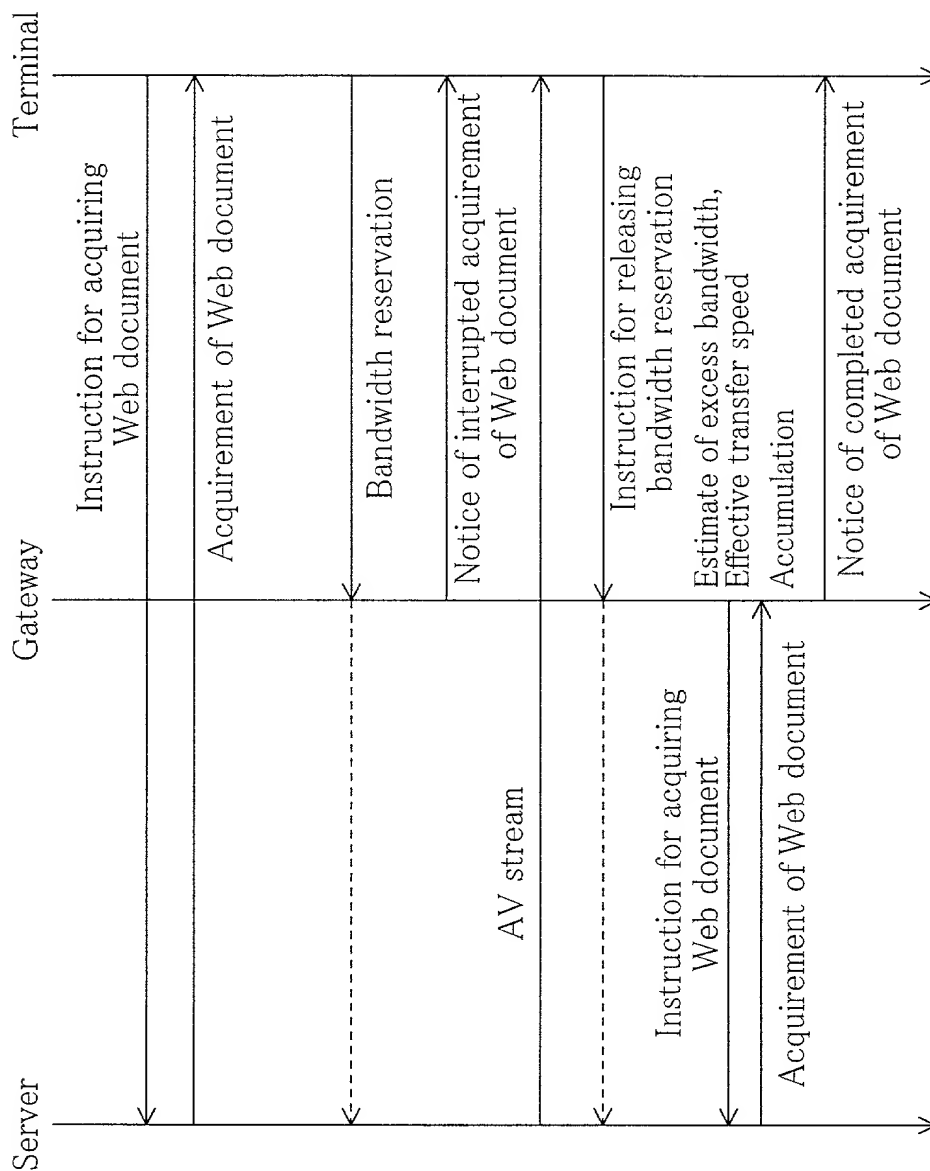 Server
Gateway
Terminal
Instruction for acquiring
Web document
Acquirement of Web document
Bandwidth reservation
Notice of interrupted acquirement
of Web document
AV stream
Instruction for releasing
bandwidth reservation
Estimate of excess bandwidth,
Effective transfer speed
Instruction for acquiring
Web document
Accumulation
Acquirement of Web document
Notice of completed acquirement
of Web document